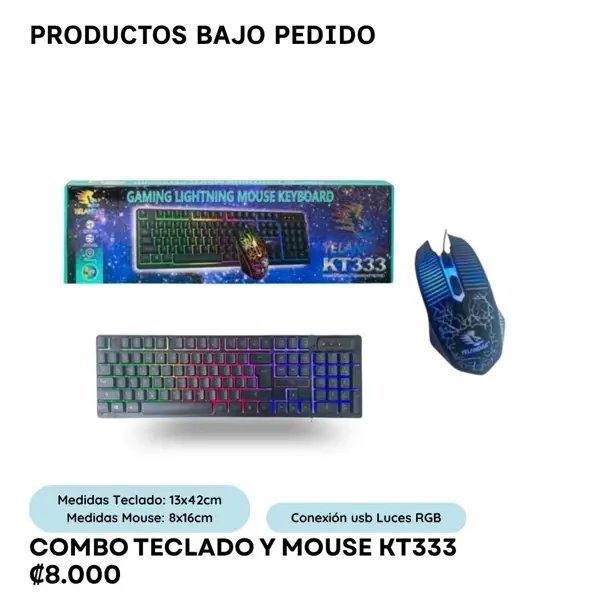 PRODUCTOS BAJO PEDIDO
GAMING LIGHTNING MOUSE KEYBOARD
KT333
Medidas Teclado: 13x42cm
Medidas Mouse: 8x16cm
Conexión usb Luces RGB
COMBO TECLADO Y MOUSE KT333
₡8.000